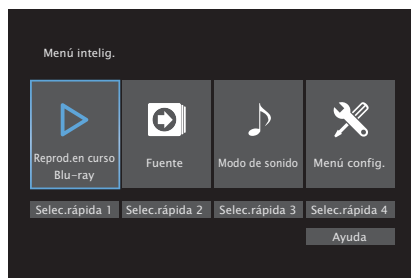 Menú intelig.
Reprod.en curso
Blu-ray
Fuente
Modo de sonido
Menú config.
Selec.rápida 1
Selec.rápida 2
Selec.rápida 3
Selec.rápida 4
Ayuda